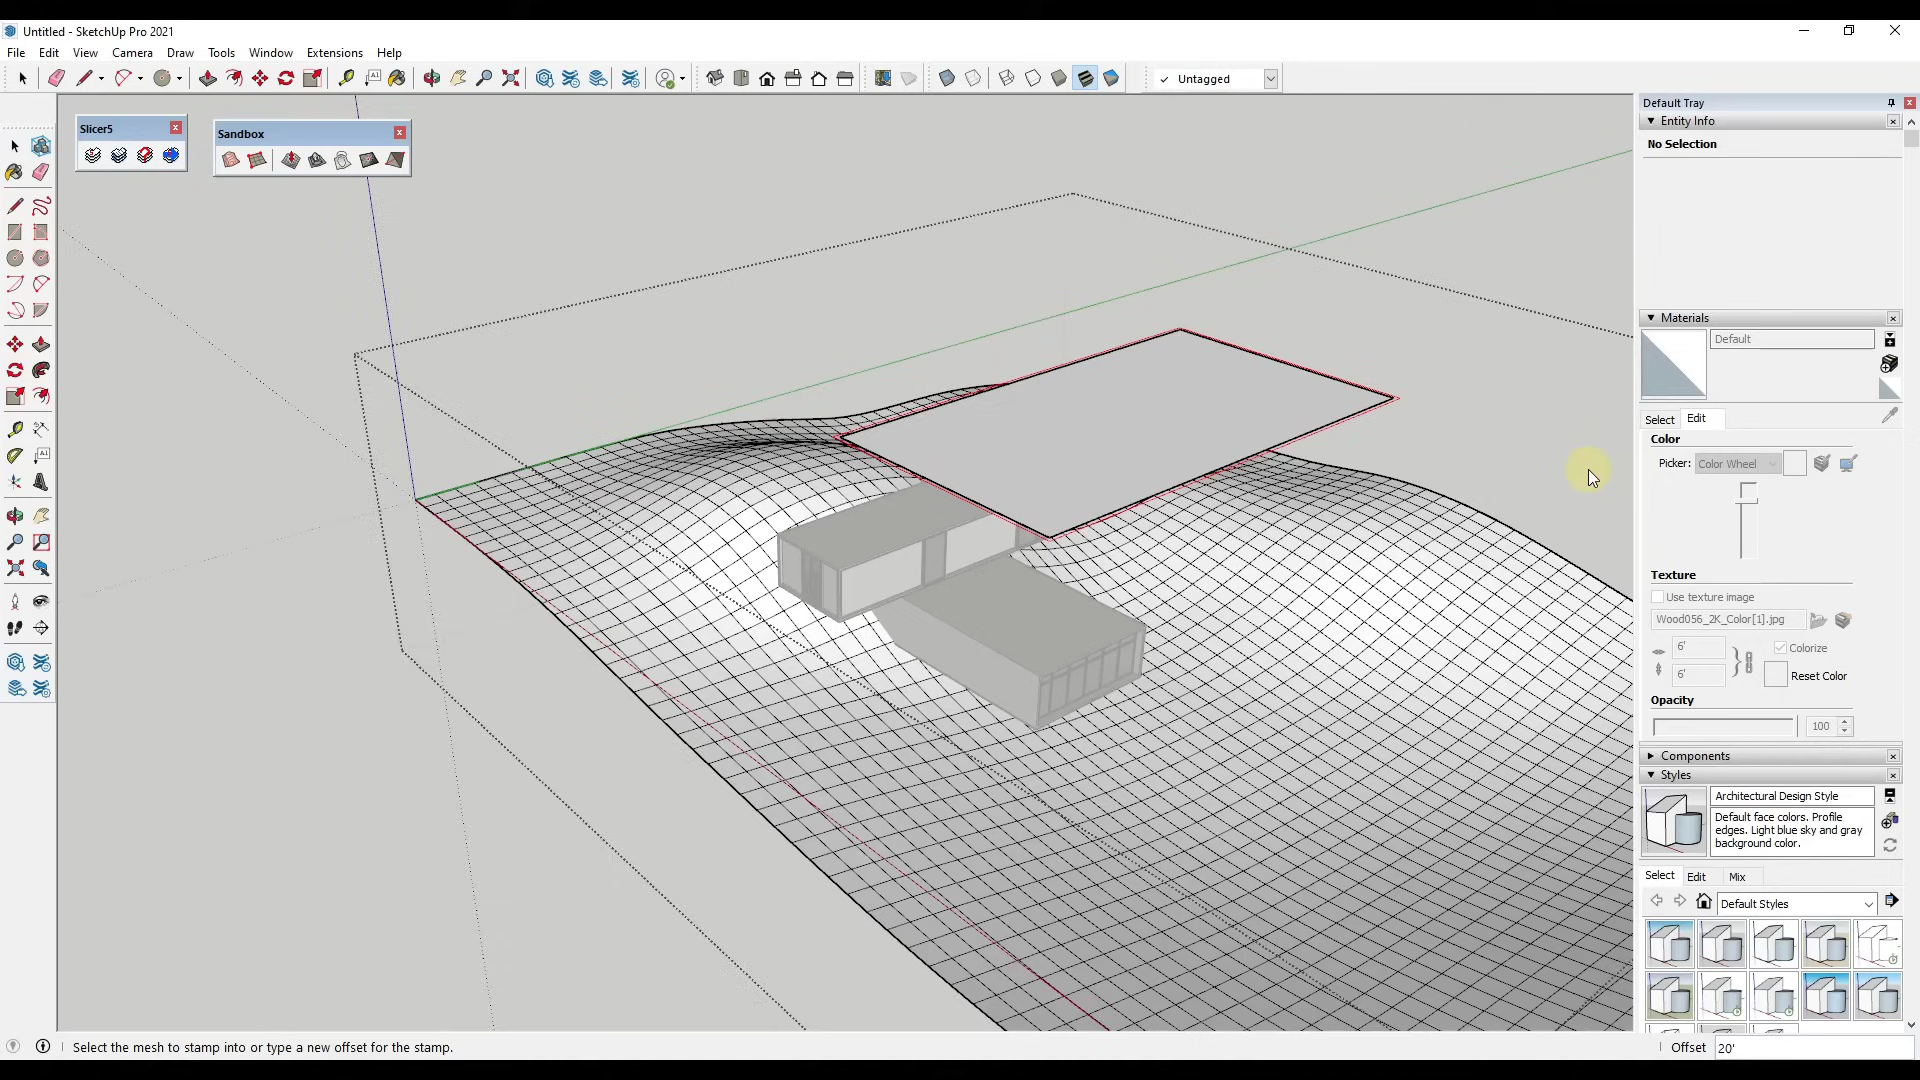 Untitled - SketchUp Pro 2021
File Edit View Camera Draw Tools Window Extensions Help
A1
✓ Untagged
Default Tray
Slicer5
Sandbox
Entity Info
No Selection
A1
Materials
Default
Select Edit
Color
Picker: Color Wheel
Texture
Use texture image
Wood056_2K_Color[1].jpg
6'
Colorize
6'
Reset Color
Opacity
100
Components
Styles
Architectural Design Style
Default face colors. Profile
edges. Light blue sky and gray
background color.
Select Edit Mix
Default Styles
Select the mesh to stamp into or type a new offset for the stamp.
Offset 20'